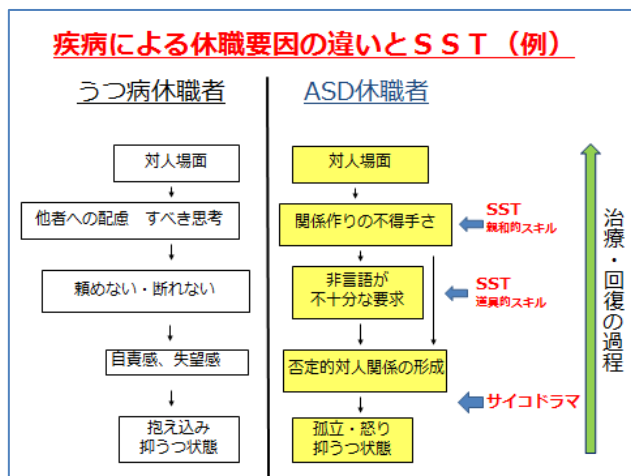 疾病による休職要因の違いとSST（例）
うつ病休職者
対人場面
他者への配慮　すべき思考
頼めない・断れない
自責感、失望感
抱え込み
抑うつ状態
ASD休職者
対人場面
関係作りの不得手さ
非言語が
不十分な要求
否定的対人関係の形成
孤立・怒り
抑うつ状態
SST
親和的スキル
SST
道具的スキル
サイコドラマ
治療・回復の過程